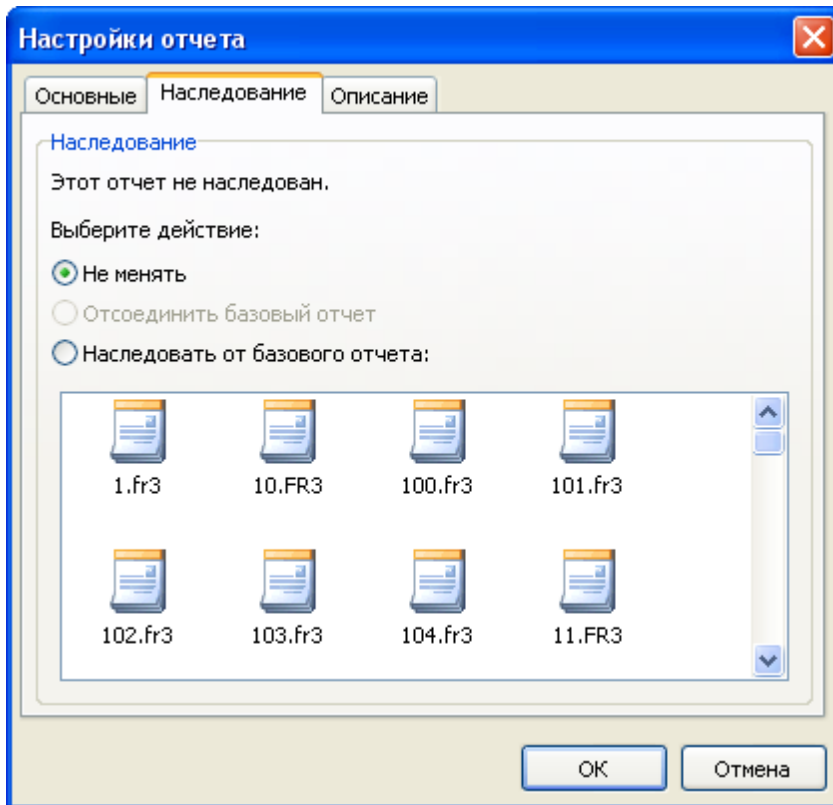 Настройки отчета
Основные Наследование Описание
Наследование
Этот отчет не наследован.
Выберите действие:
Не менять
Отсоединить базовый отчет
Наследовать от базового отчета:
1.fr3 10.FR3 100.fr3 101.fr3
102.fr3 103.fr3 104.fr3 11.FR3
OK Отмена